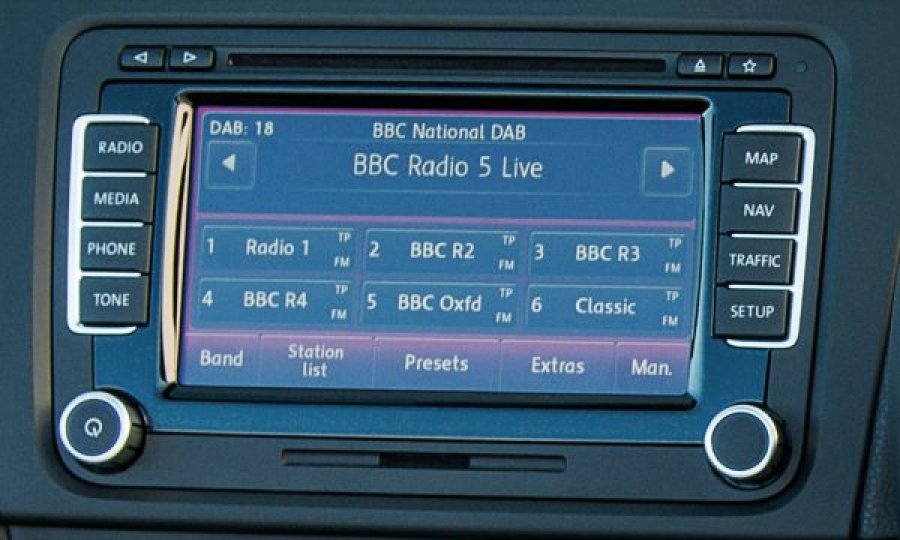 RADIO
MEDIA
PHONE
TONE
DAB: 18 BBC National DAB
BBC Radio 5 Live
1 Radio 1 TP FM
2 BBC R2 TP FM
3 BBC R3 TP FM
4 BBC R4 TP FM
5 BBC Oxfd TP FM
6 Classic TP FM
Band
Station
list
Presets
Extras
Man.
MAP
NAV
TRAFFIC
SETUP